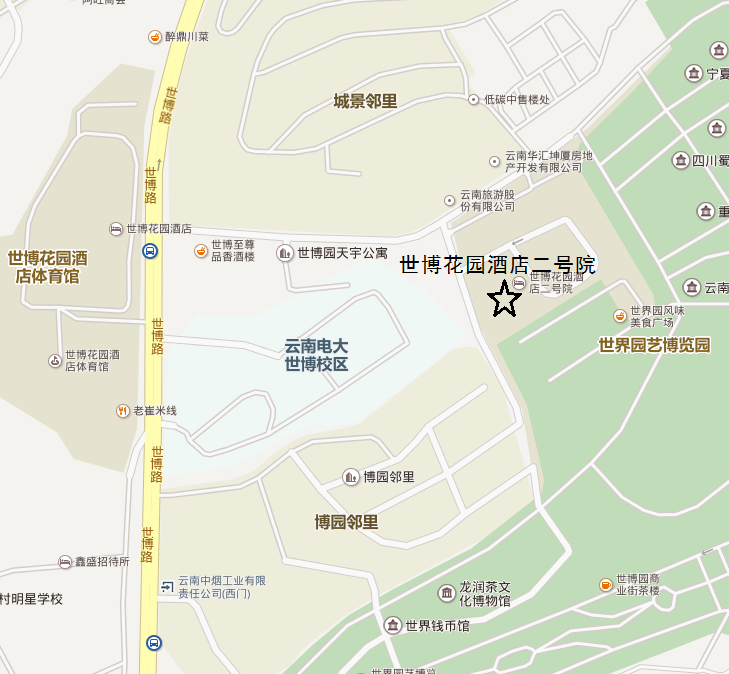 醉鼎川菜
世博路
城景邻里
低碳中售楼处
宁夏
四川蜀
云南华汇坤厦房地
产开发有限公司
世博路
云南旅游股
份有限公司
重
世博花园酒店
世博至尊
品香酒楼
世博园天宇公寓
世博花园酒店二号院
世博花园酒
店体育馆
世博花园酒
店二号院
云南
世博路
世界园风味
美食广场
云南电大
世博校区
世界园艺博览园
世博花园酒
店体育馆
老崔米线
世博路
博园邻里
博园邻里
世博路
鑫盛招待所
云南中烟工业有限
责任公司(西门)
龙润茶文
化博物馆
世博园商
业街茶楼
村明星学校
世界钱币馆
世界园艺博览